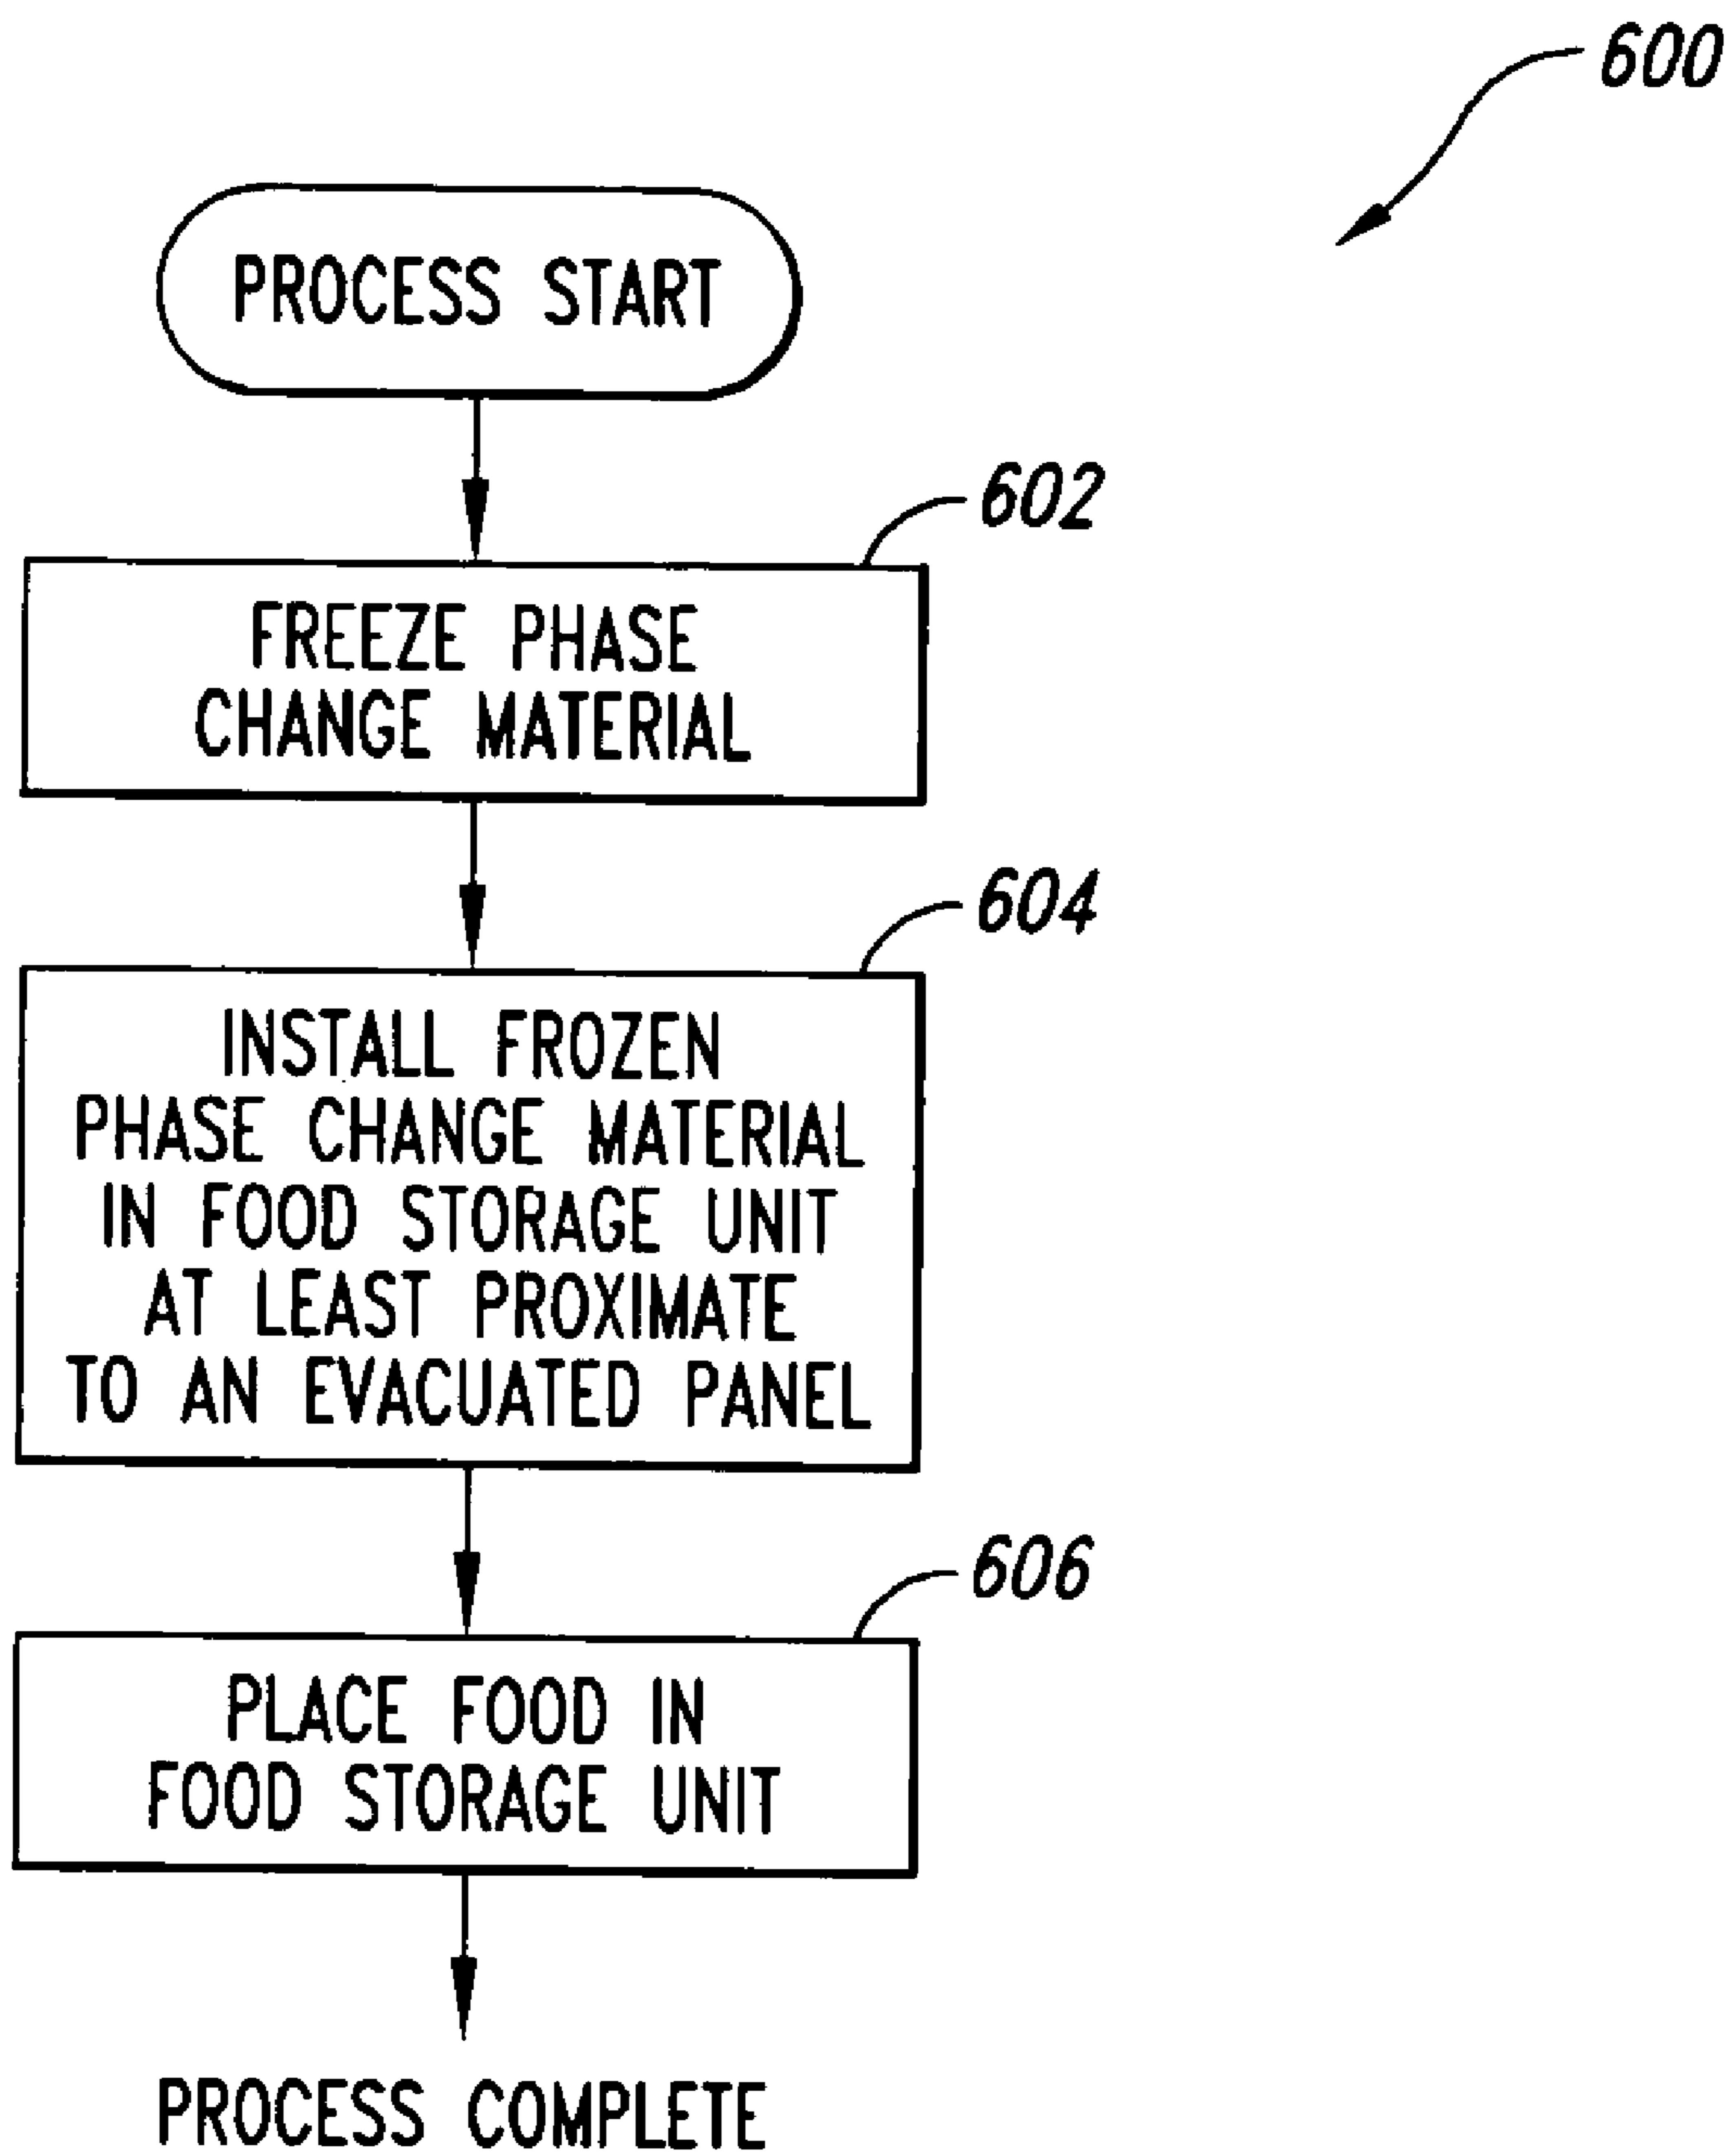 600
PROCESS START
602
FREEZE PHASE
CHANGE MATERIAL
604
INSTALL FROZEN
PHASE CHANGE MATERIAL
IN FOOD STORAGE UNIT
AT LEAST PROXIMATE
TO AN EVACUATED PANEL
606
PLACE FOOD IN
FOOD STORAGE UNIT
PROCESS COMPLETE